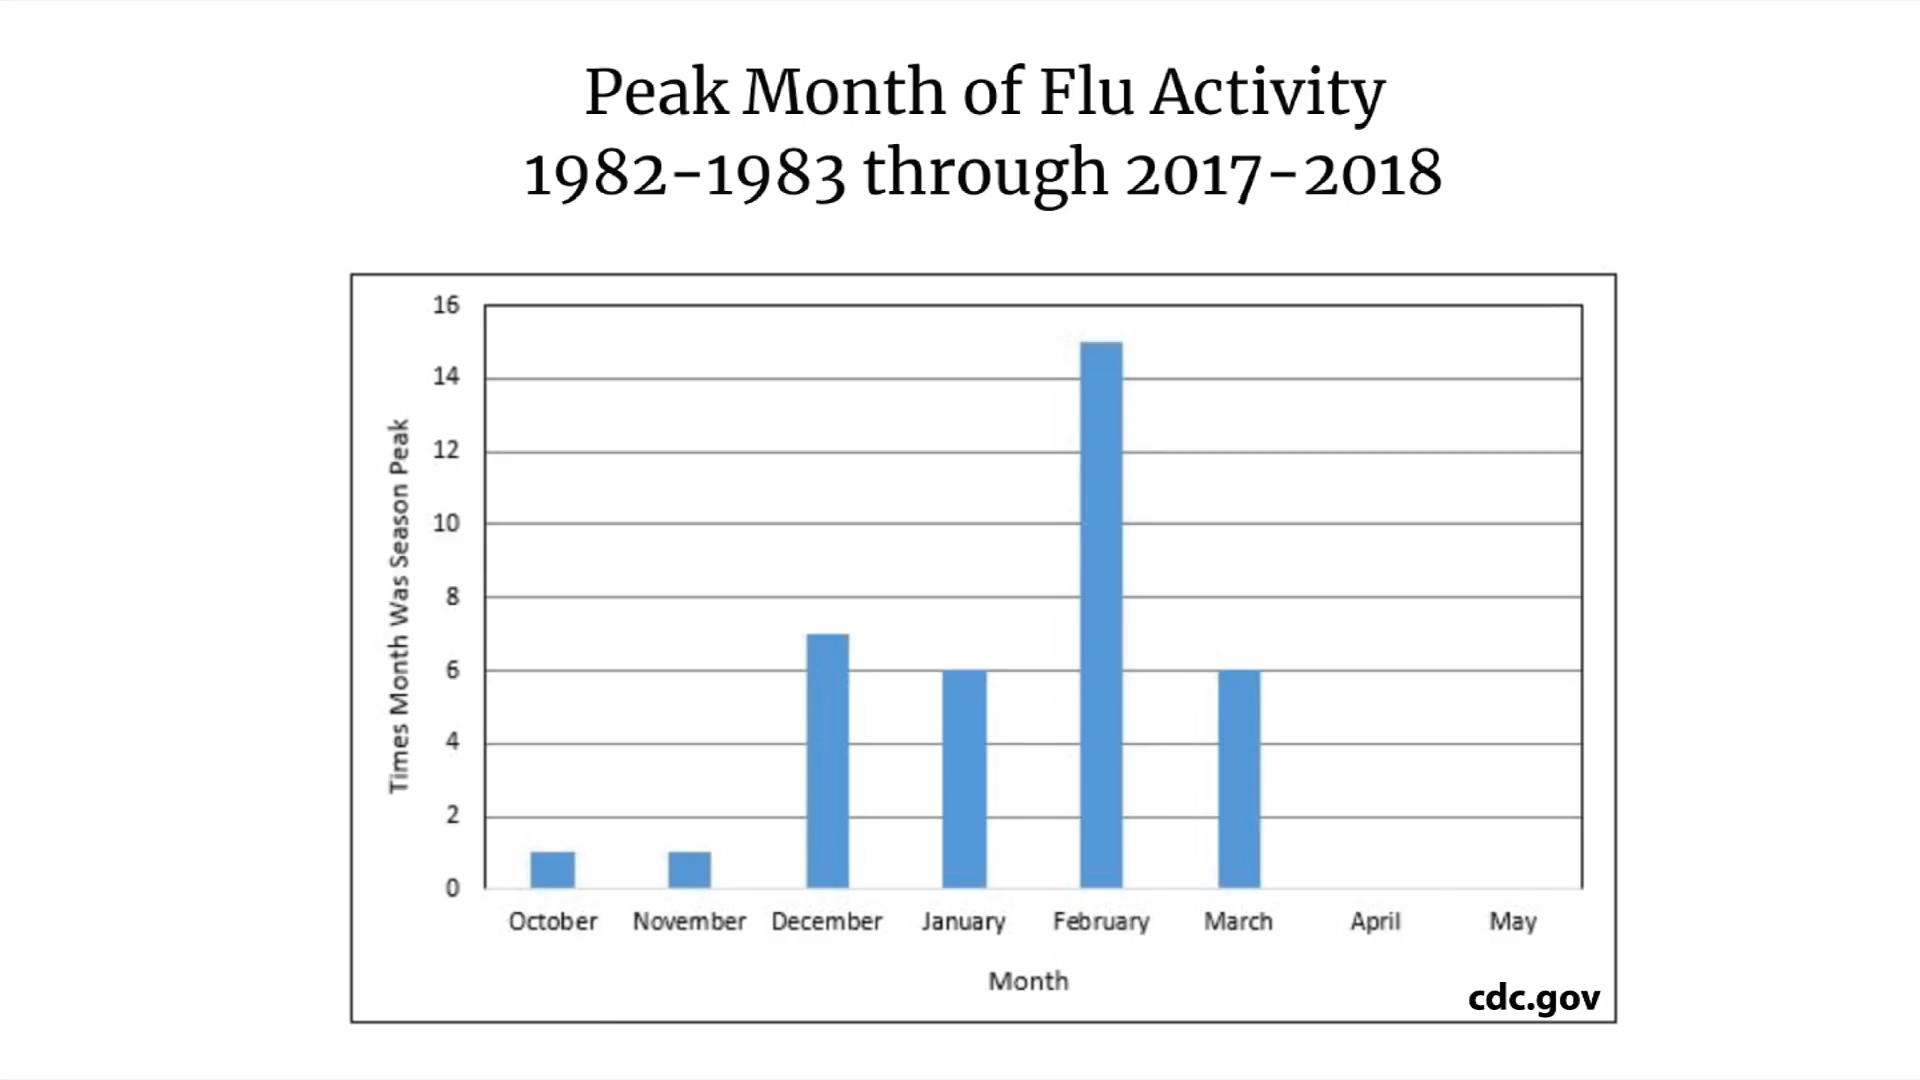 Peak Month of Flu Activity
1982-1983 through 2017-2018
16
14
12
10
8
6
4
2
0
Times Month Was Season Peak
October November December January February March April May
Month
cdc.gov